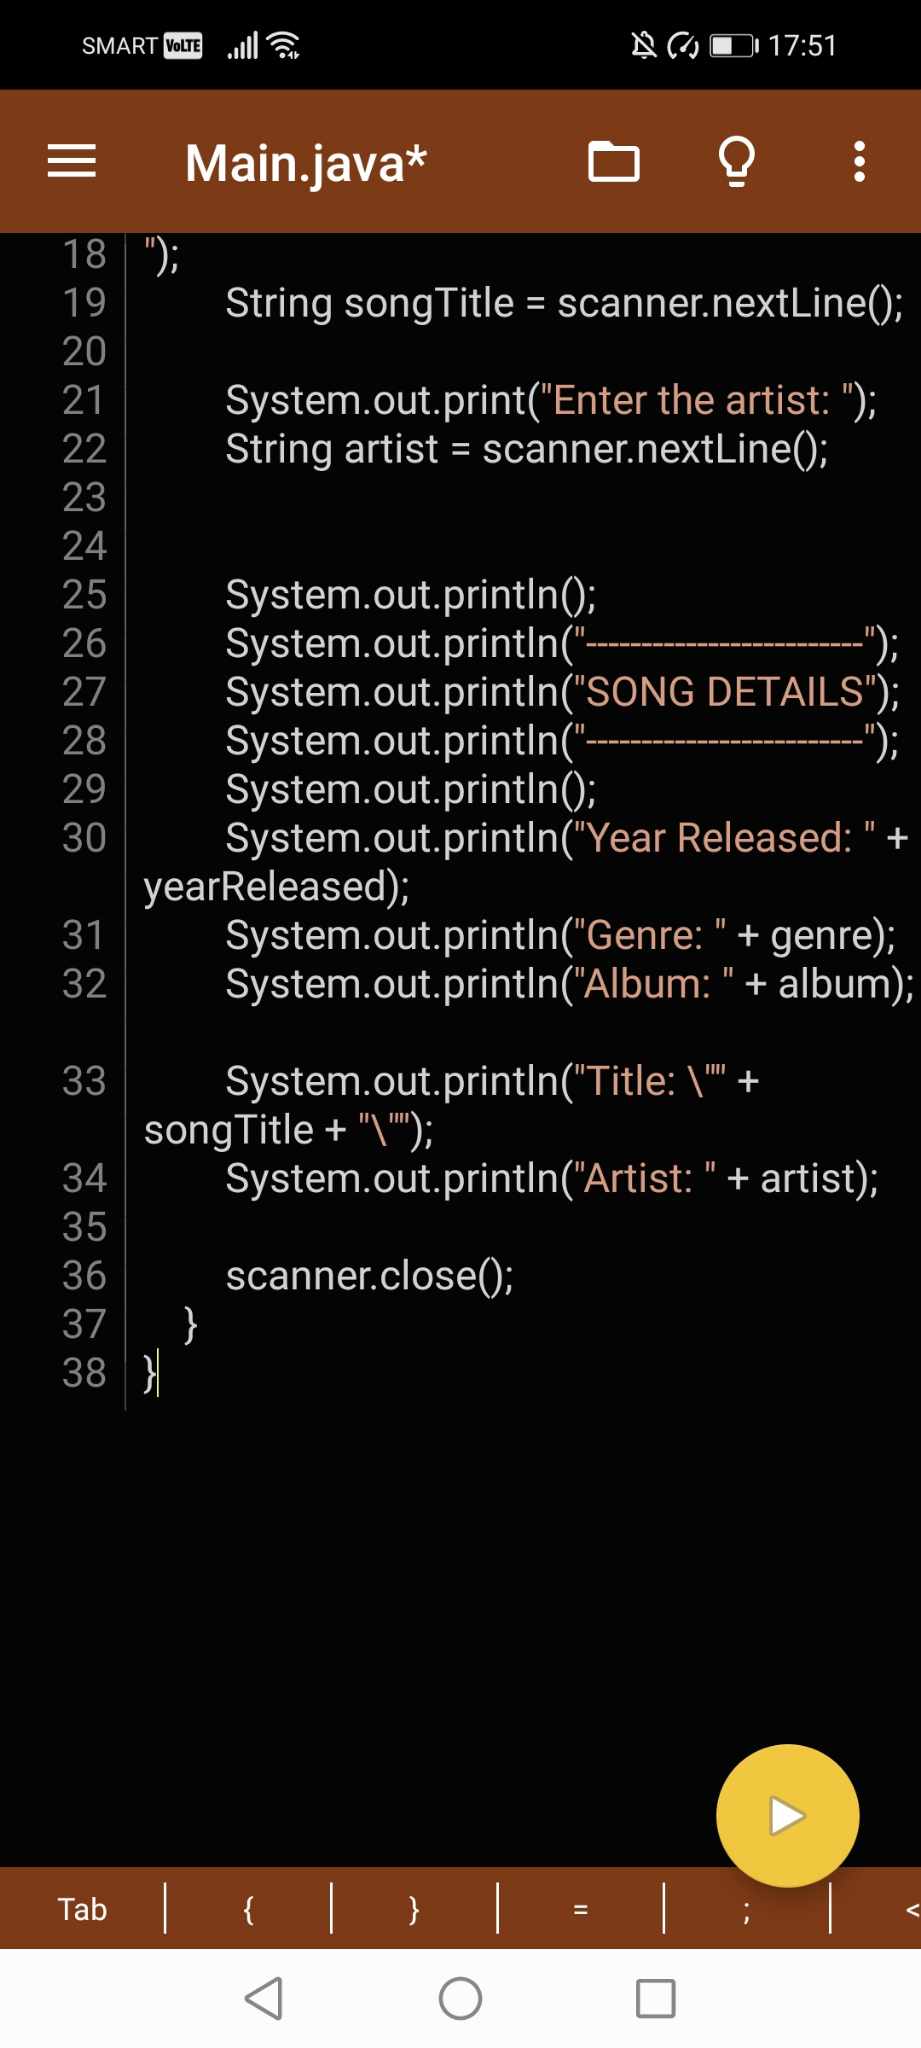 SMART VoLTE 17:51
Main.java*
18 ");
19 String songTitle = scanner.nextLine();
20
21 System.out.print("Enter the artist: ");
22 String artist = scanner.nextLine();
23
24
25 System.out.println();
26 System.out.println("-------------------------");
27 System.out.println("SONG DETAILS");
28 System.out.println("-------------------------");
29 System.out.println();
30 System.out.println("Year Released: " +
yearReleased);
31 System.out.println("Genre: " + genre);
32 System.out.println("Album: " + album);
33 System.out.println("Title: \"" +
songTitle + "\"");
34 System.out.println("Artist: " + artist);
35
36 scanner.close();
37 }
38 }
Tab { } = ; <